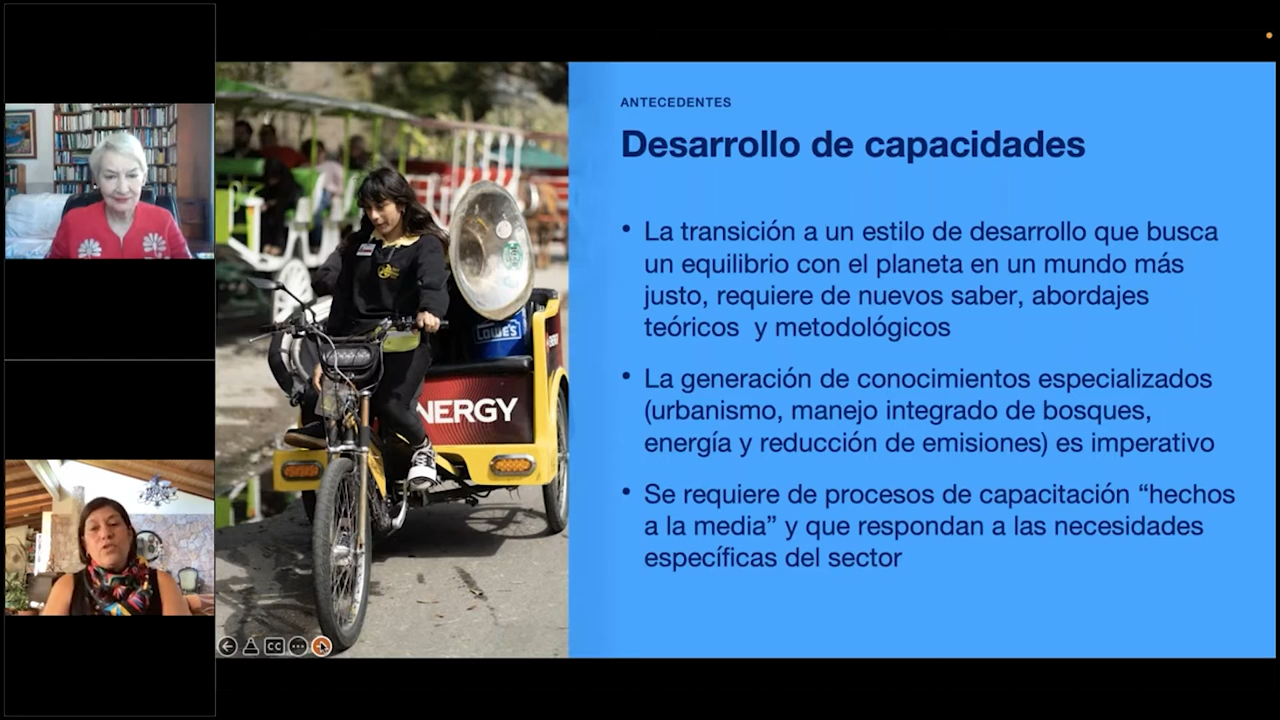 ANTECEDENTES
Desarrollo de capacidades
• La transición a un estilo de desarrollo que busca
un equilibrio con el planeta en un mundo más
justo, requiere de nuevos saber, abordajes
teóricos y metodológicos
• La generación de conocimientos especializados
(urbanismo, manejo integrado de bosques,
energía y reducción de emisiones) es imperativo
• Se requiere de procesos de capacitación “hechos
a la media” y que respondan a las necesidades
específicas del sector
LOWE'S
NERGY
CC